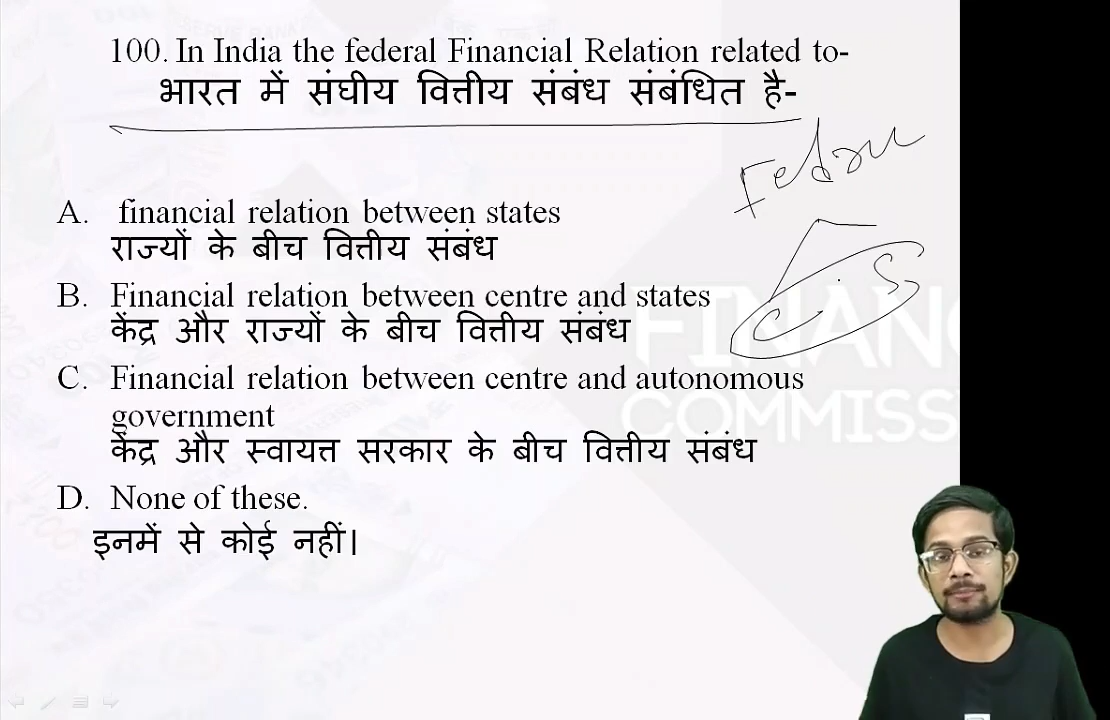 100. In India the federal Financial Relation related to-
भारत में संघीय वित्तीय संबंध संबंधित है-
A. financial relation between states
राज्यों के बीच वित्तीय संबंध
B. Financial relation between centre and states
केंद्र और राज्यों के बीच वित्तीय संबंध
C. Financial relation between centre and autonomous
government
केंद्र और स्वायत्त सरकार के बीच वित्तीय संबंध
D. None of these.
इनमें से कोई नहीं।
C S
FINANC
COMMISS